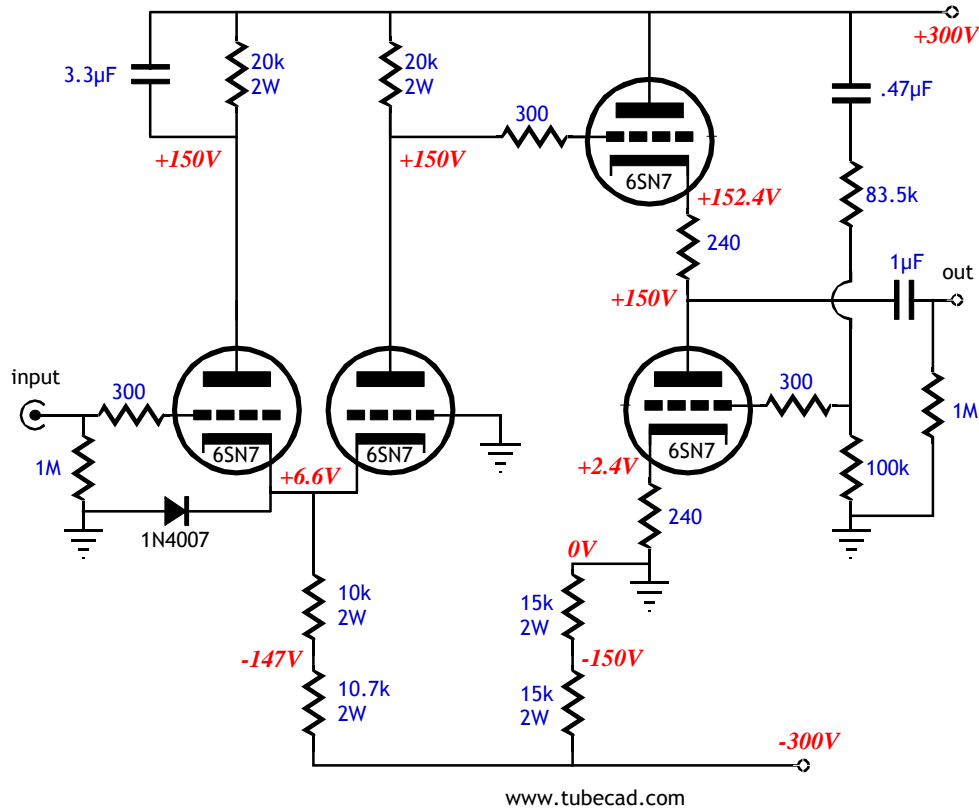 +300V
3.3µF
20k
2W
20k
2W
.47µF
300
+150V
+150V
6SN7
83.5k
+152.4V
240
1µF
out
+150V
input
300
300
1M
6SN7
6SN7
6SN7
1M
+6.6V
+2.4V
100k
1N4007
240
0V
10k
2W
15k
2W
-147V
-150V
10.7k
2W
15k
2W
-300V
www.tubecad.com